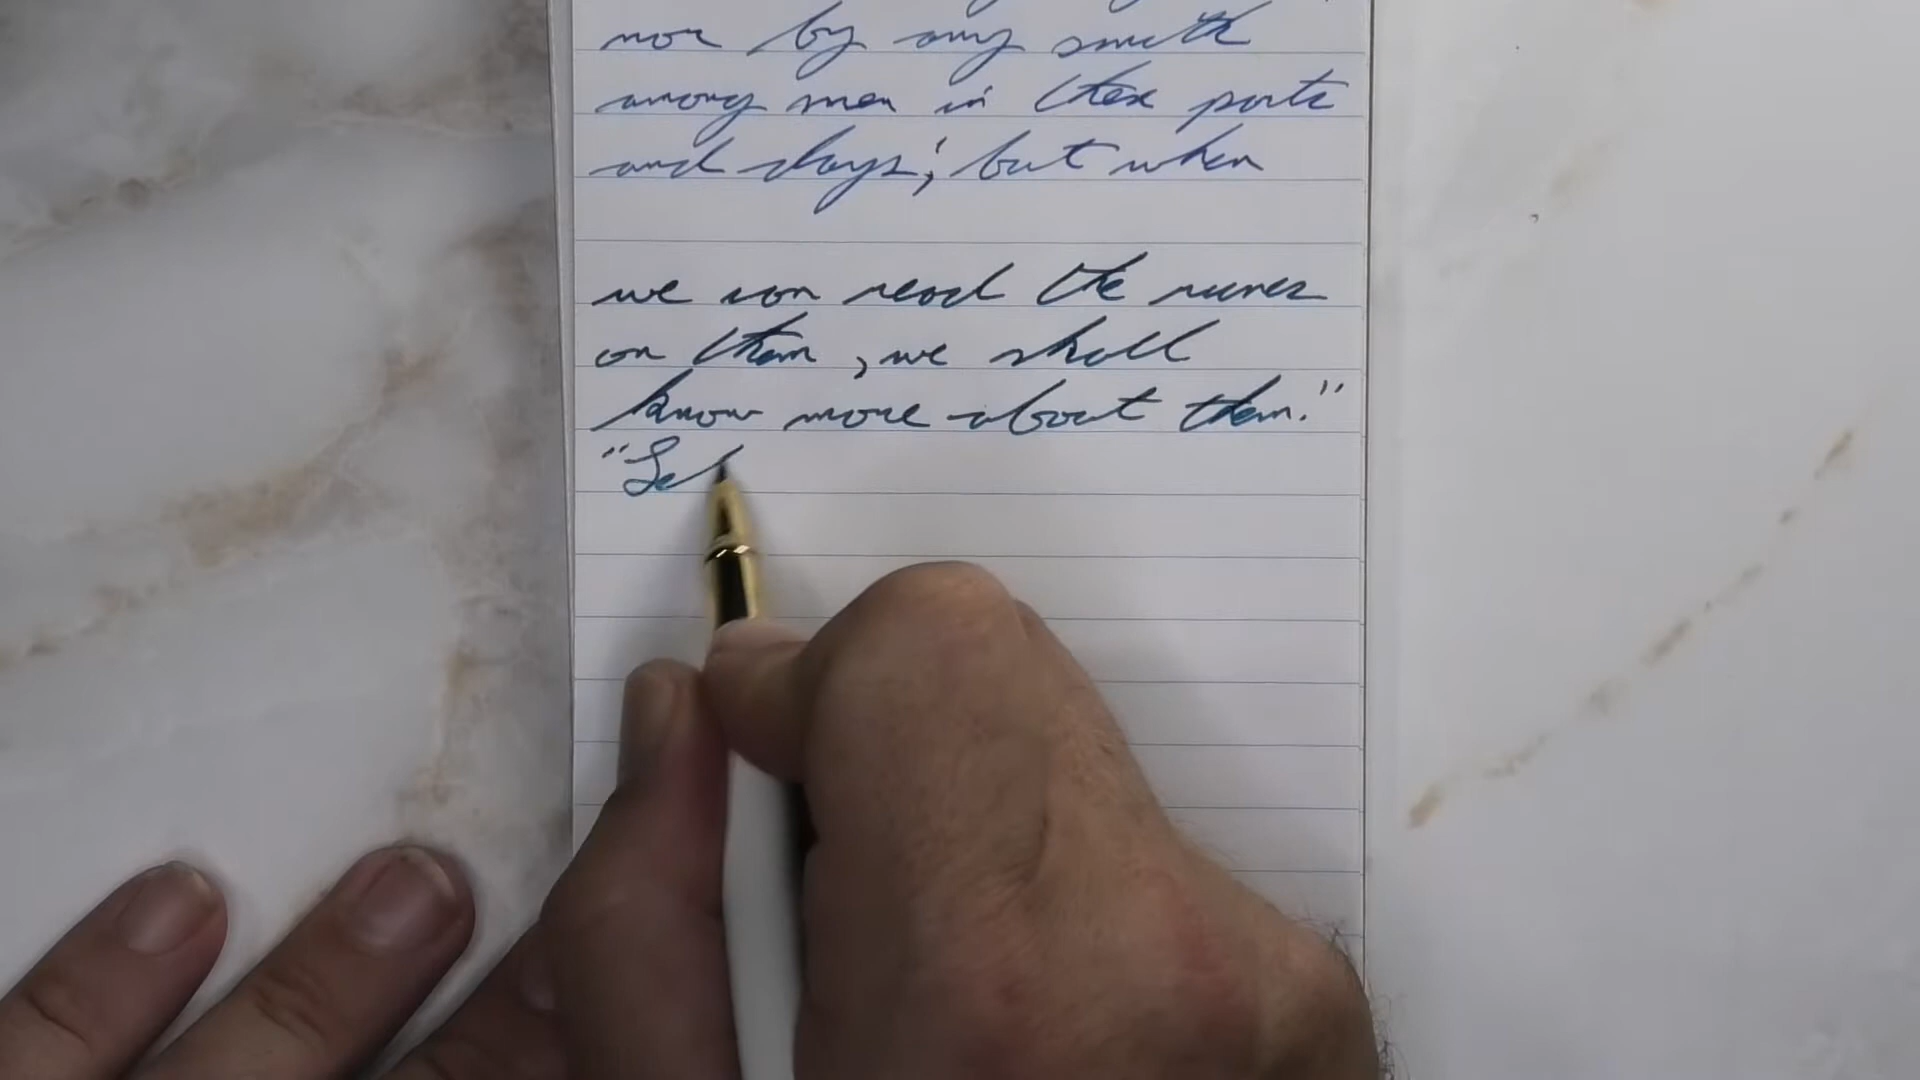 nor by any smith
among men in these parts
and days; but when
we can read the runes
on them, we shall
know more about them."
"Le